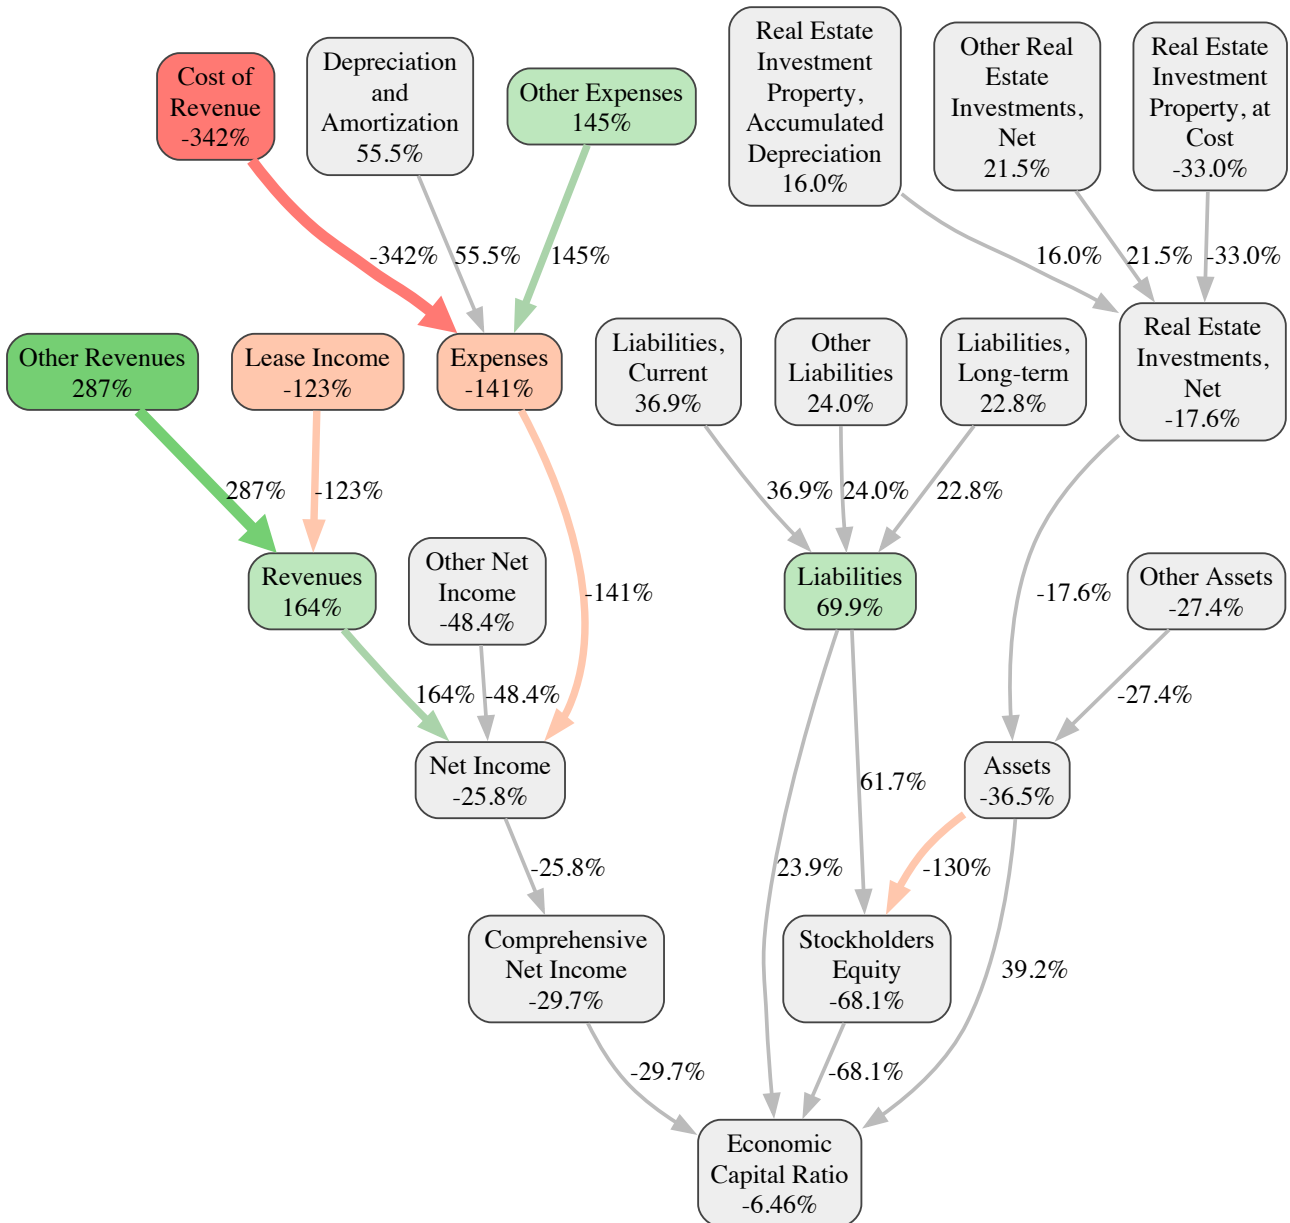 Cost of
Revenue
-342%
Depreciation
and
Amortization
55.5%
Other Expenses
145%
Real Estate
Investment
Property,
Accumulated
Depreciation
16.0%
Other Real
Estate
Investments,
Net
21.5%
Real Estate
Investment
Property, at
Cost
-33.0%
-342%
55.5%
145%
16.0%
21.5%
-33.0%
Other Revenues
287%
Lease Income
-123%
Expenses
-141%
Liabilities,
Current
36.9%
Other
Liabilities
24.0%
Liabilities,
Long-term
22.8%
Real Estate
Investments,
Net
-17.6%
287%
-123%
36.9%
24.0%
22.8%
Revenues
164%
Other Net
Income
-48.4%
-141%
Liabilities
69.9%
-17.6%
Other Assets
-27.4%
164%
-48.4%
-27.4%
Net Income
-25.8%
61.7%
Assets
-36.5%
-25.8%
23.9%
-130%
Comprehensive
Net Income
-29.7%
Stockholders
Equity
-68.1%
39.2%
-29.7%
-68.1%
Economic
Capital Ratio
-6.46%